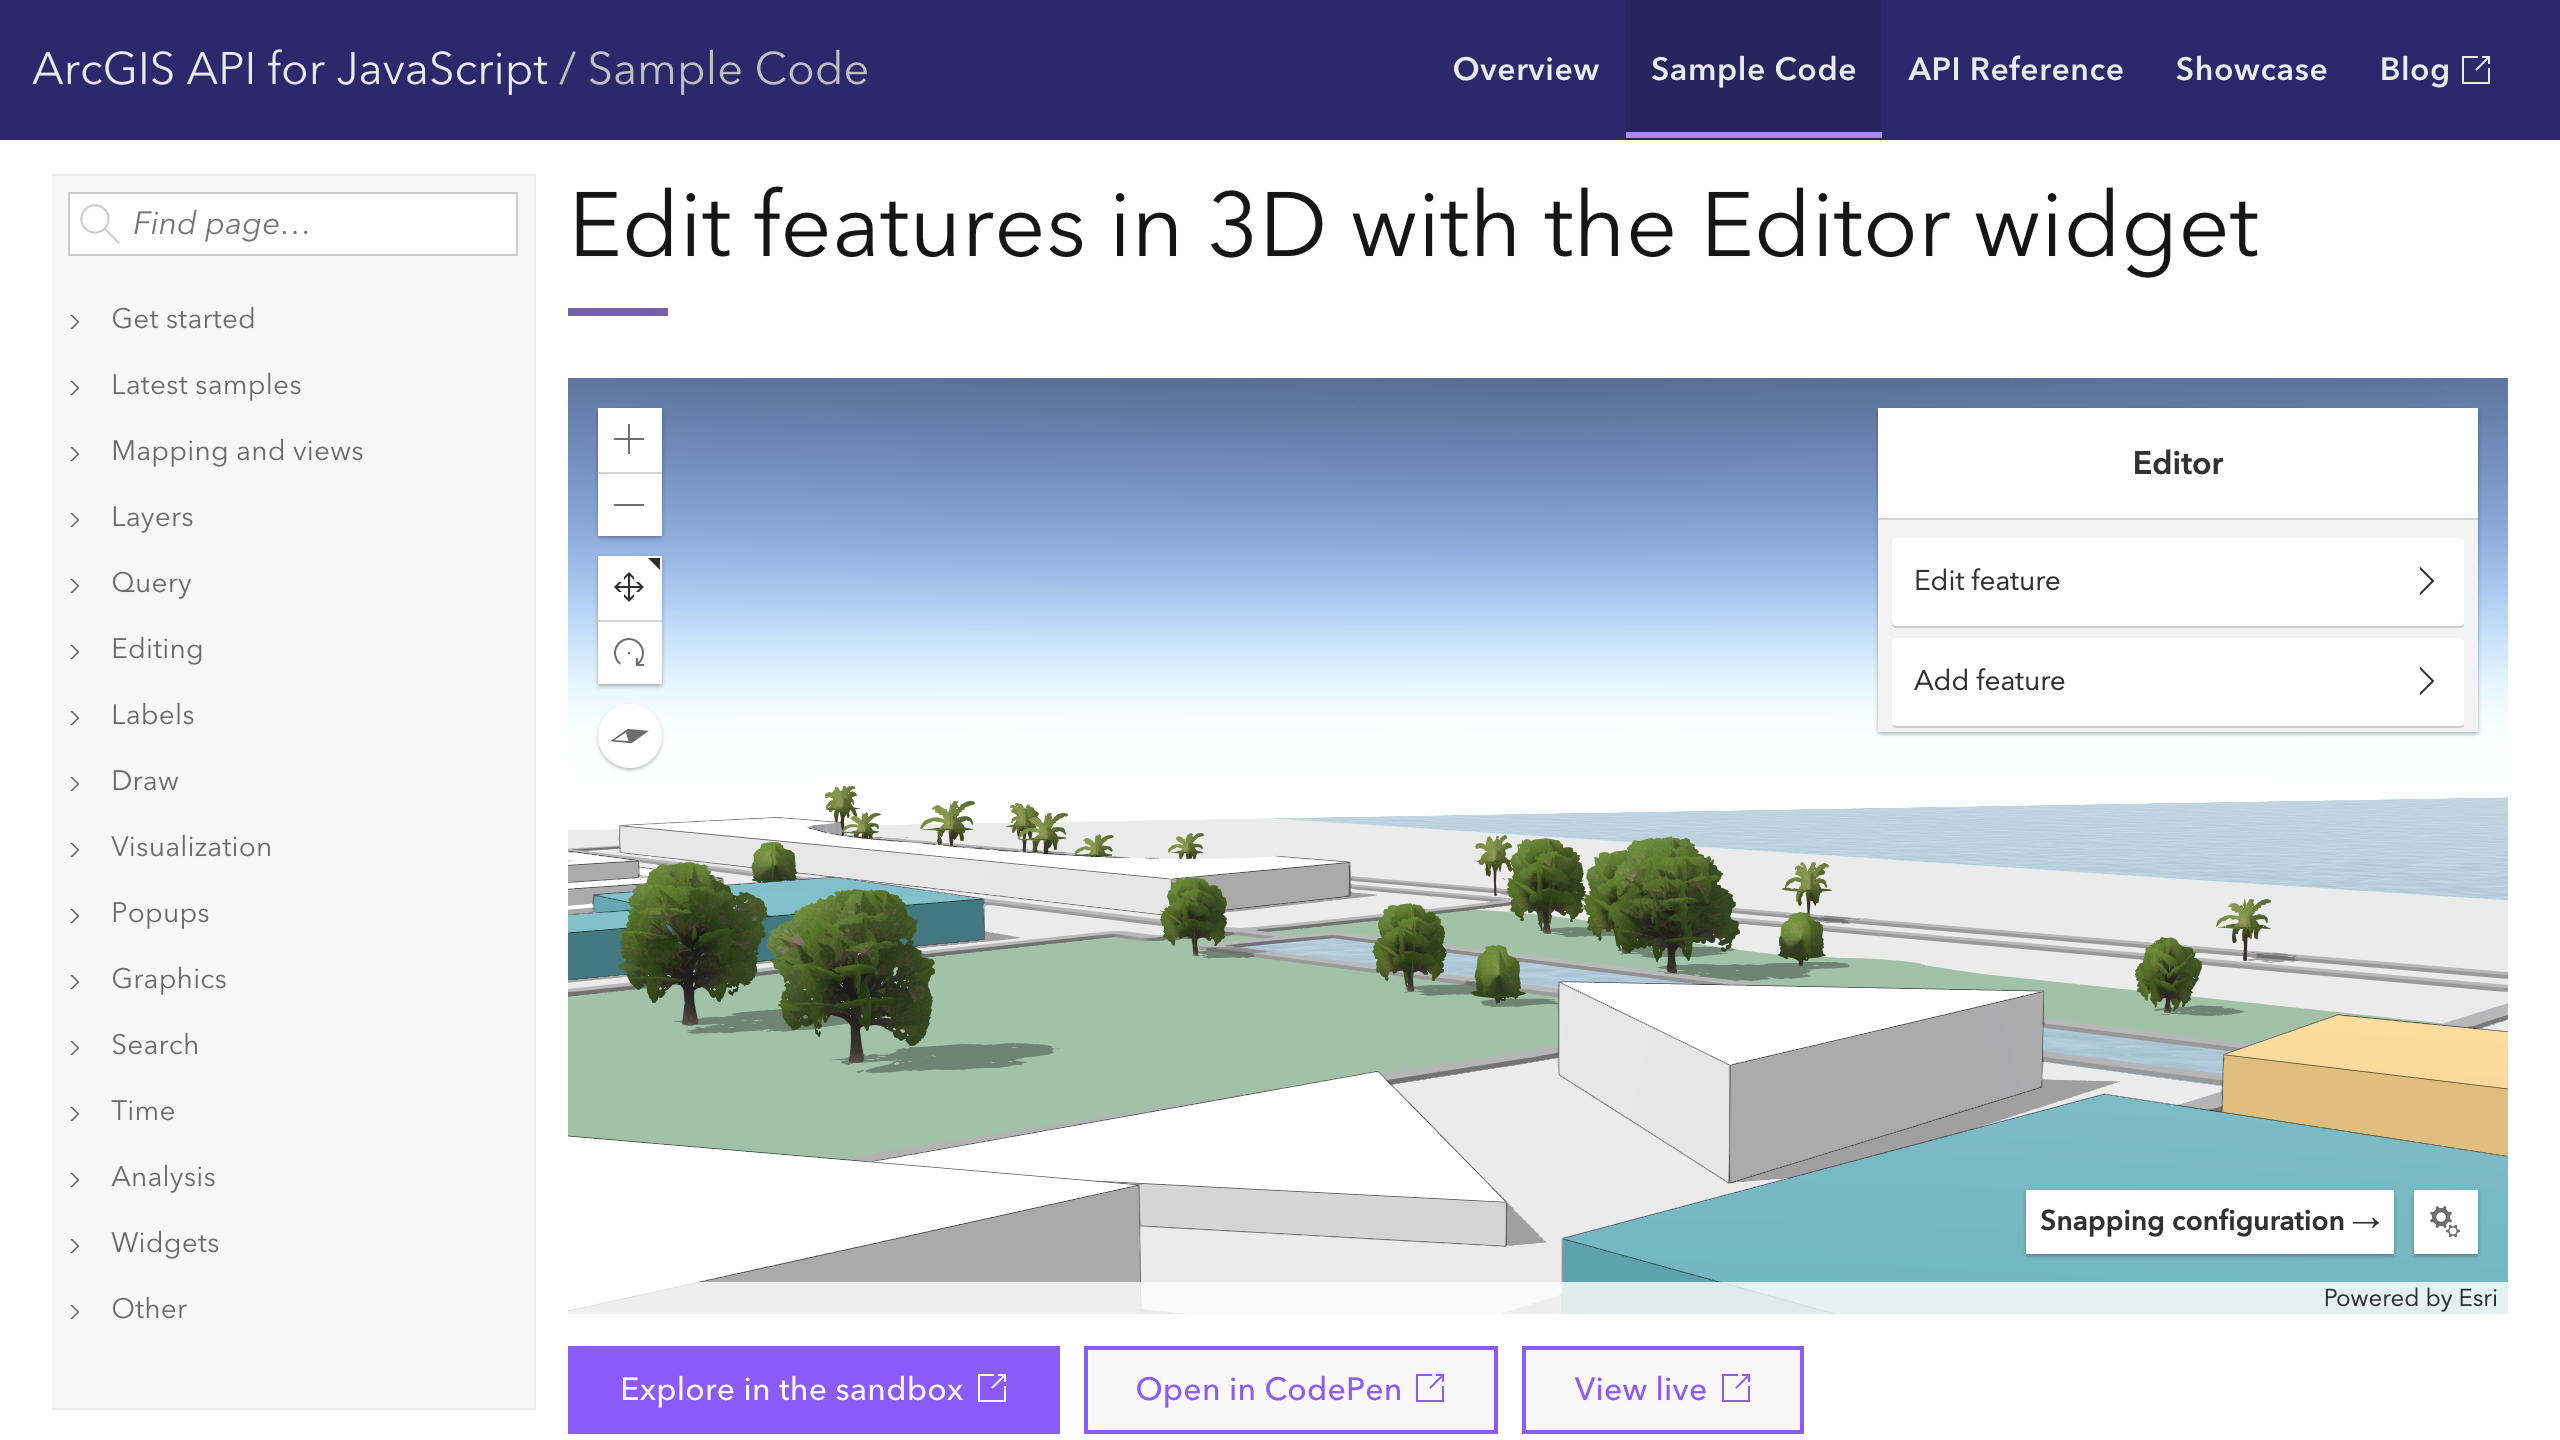 ArcGIS API for JavaScript / Sample Code
Overview
Sample Code
API Reference
Showcase
Blog
Find page...
Get started
Latest samples
Mapping and views
Layers
Query
Editing
Labels
Draw
Visualization
Popups
Graphics
Search
Time
Analysis
Widgets
Other
Edit features in 3D with the Editor widget
Editor
Edit feature
Add feature
Snapping configuration →
Powered by Esri
Explore in the sandbox
Open in CodePen
View live